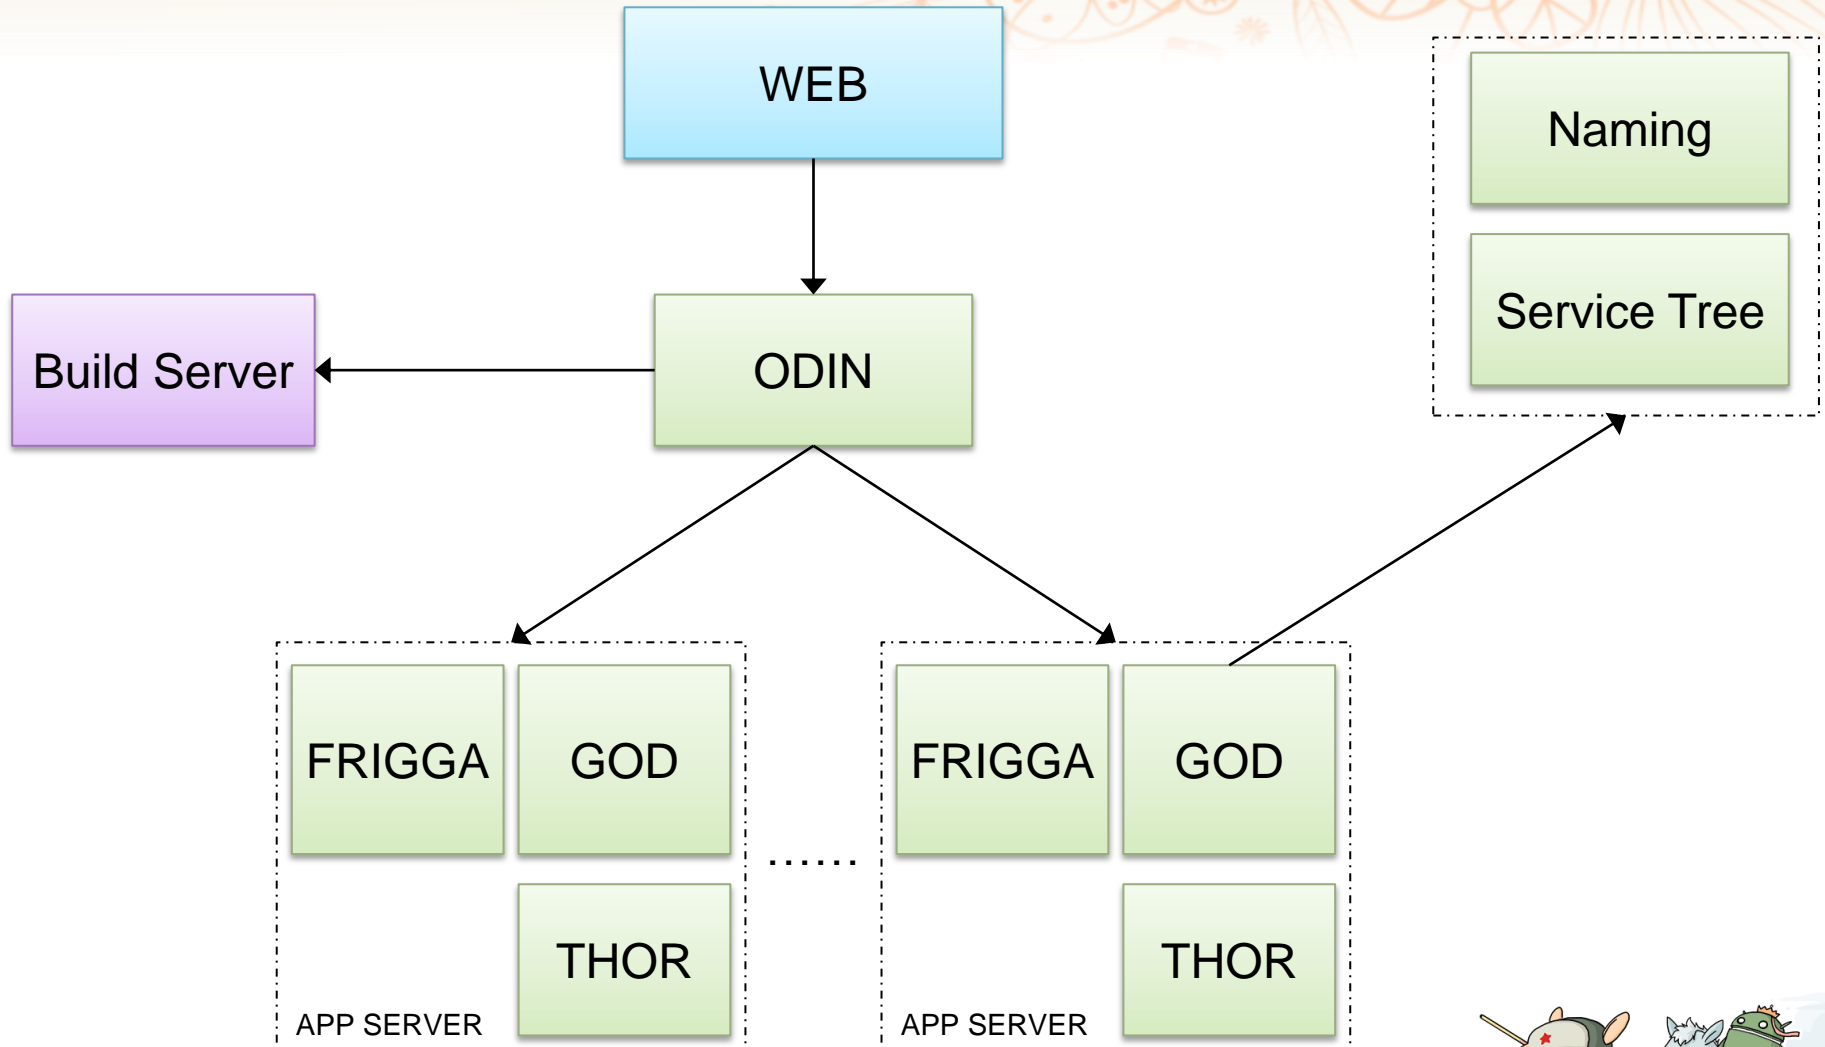 WEB
Naming
Service Tree
Build Server
ODIN
FRIGGA
GOD
......
FRIGGA
GOD
THOR
THOR
APP SERVER
APP SERVER